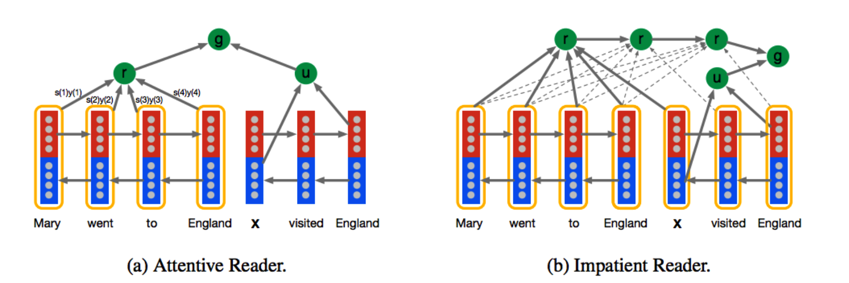 g
r
u
s(1)y(1)
s(2)y(2)
s(3)y(3)
s(4)y(4)
Mary went to England X visited England
(a) Attentive Reader.
r r r
g
u
Mary went to England X visited England
(b) Impatient Reader.